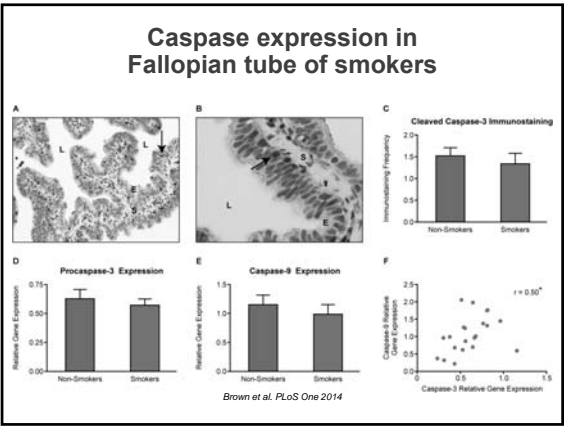 Caspase expression in
Fallopian tube of smokers
A
L
L
E
S
B
S
L
E
C
Cleaved Caspase-3 Immunostaining
Immunostaining Frequency
2.0
1.5
1.0
0.5
0.0
Non-Smokers
Smokers
D
Procaspase-3 Expression
Relative Gene Expression
0.75
0.50
0.25
0.00
Non-Smokers
Smokers
E
Caspase-9 Expression
Relative Gene Expression
1.5
1.0
0.5
0.0
Non-Smokers
Smokers
F
r = 0.50*
Caspase-9 Relative
Gene Expression
2.5
2.0
1.5
1.0
0.5
0.0
0
0.5
1.0
1.5
Caspase-3 Relative Gene Expression
Brown et al. PLoS One 2014